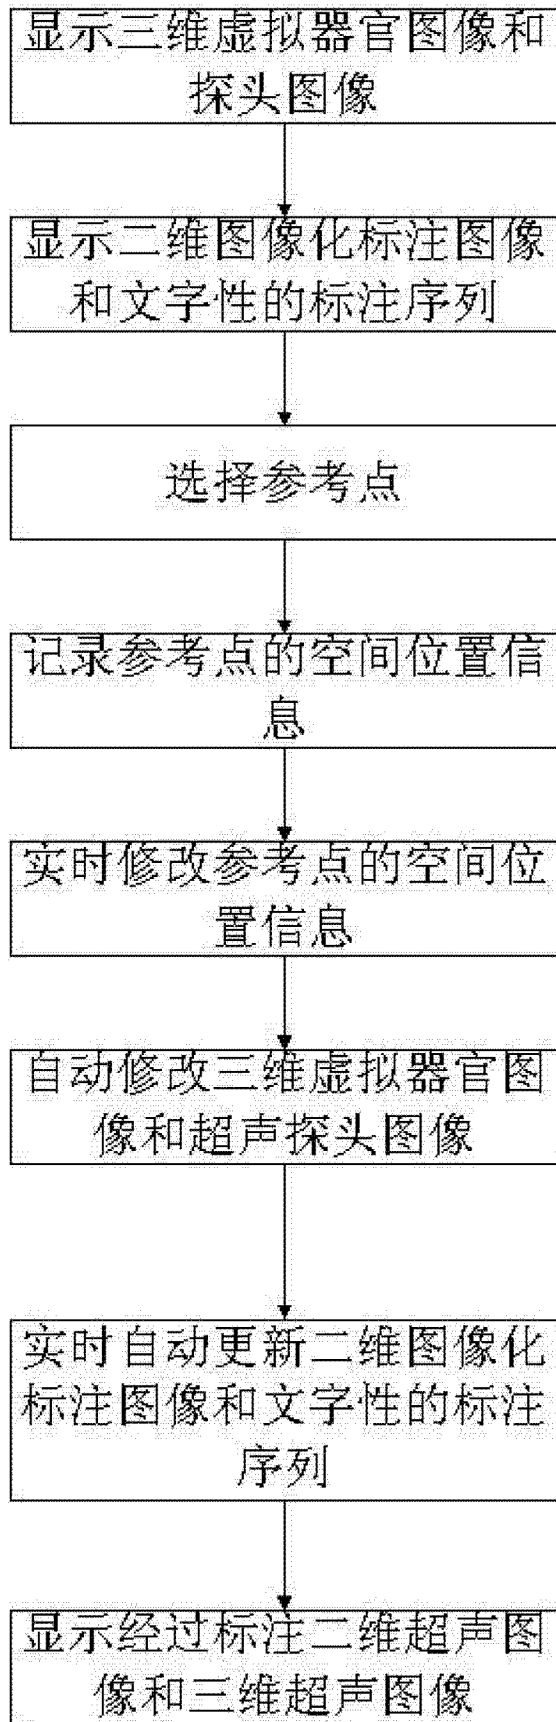 显示三维虚拟器官图像和
探头图像
显示二维图像化标注图像
和文字性的标注序列
选择参考点
记录参考点的空间位置信
息
实时修改参考点的空间位
置信息
自动修改三维虚拟器官图
像和超声探头图像
实时自动更新二维图像化
标注图像和文字性的标注
序列
显示经过标注二维超声图
像和三维超声图像